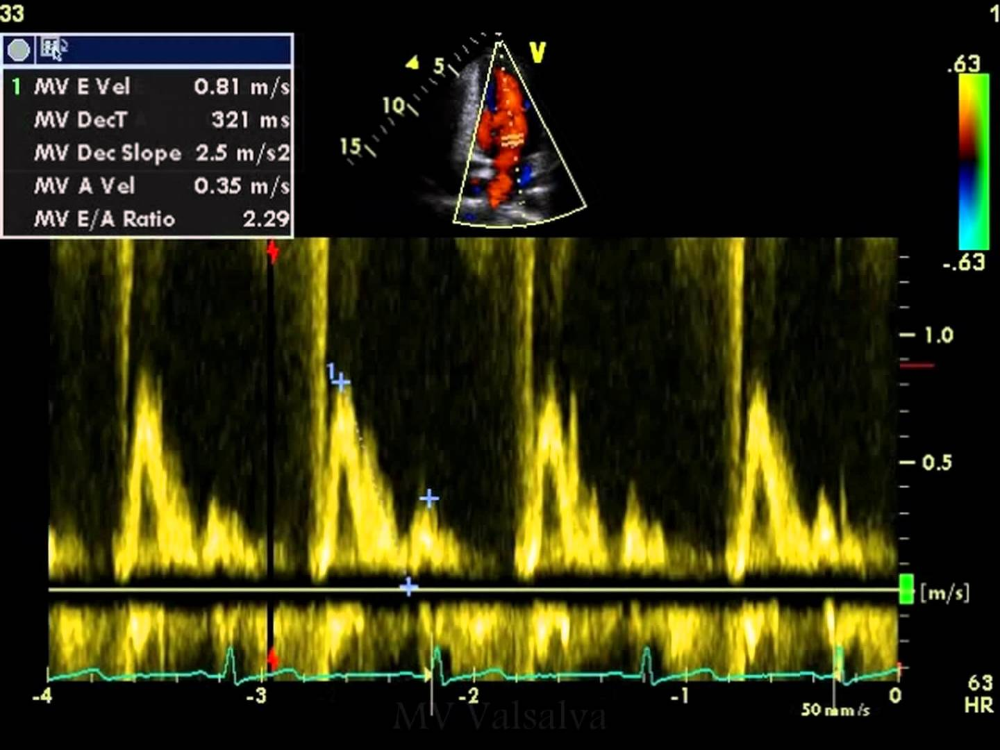 33
1
V
.63
5
10
15
1 MV E Vel 0.81 m/s
MV DecT 321 ms
MV Dec Slope 2.5 m/s2
MV A Vel 0.35 m/s
MV E/A Ratio 2.29
-.63
1.0
1
0.5
[m/s]
-4 -3 -2 -1 0
63
HR
50 mm/s
MV Valsalva